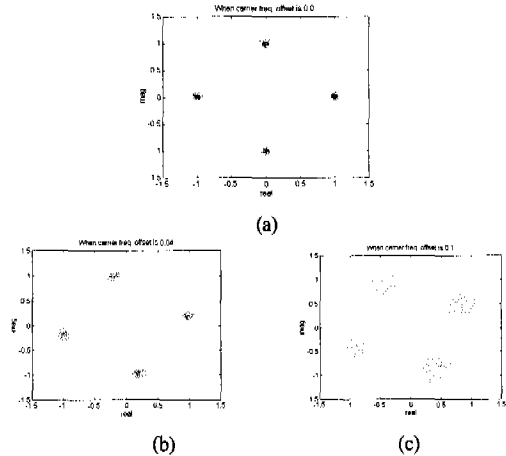 When carrier freq. offset is 0.0
1.5
1
0.5
0
-0.5
-1
1.5
imag
-1.5 -1 -0.5 0 0.5 1 1.5
real
(a)
When carrier freq. offset is 0.04
1.5
1
0.5
0
-0.5
-1
-1.5
imag
-1.5 -1 -0.5 0 0.5 1 1.5
real
(b)
When carrier freq. offset is 0.1
1.5
1
0.5
0
-0.5
-1
-1.5
imag
-1.5 -1 -0.5 0 0.5 1 1.5
real
(c)